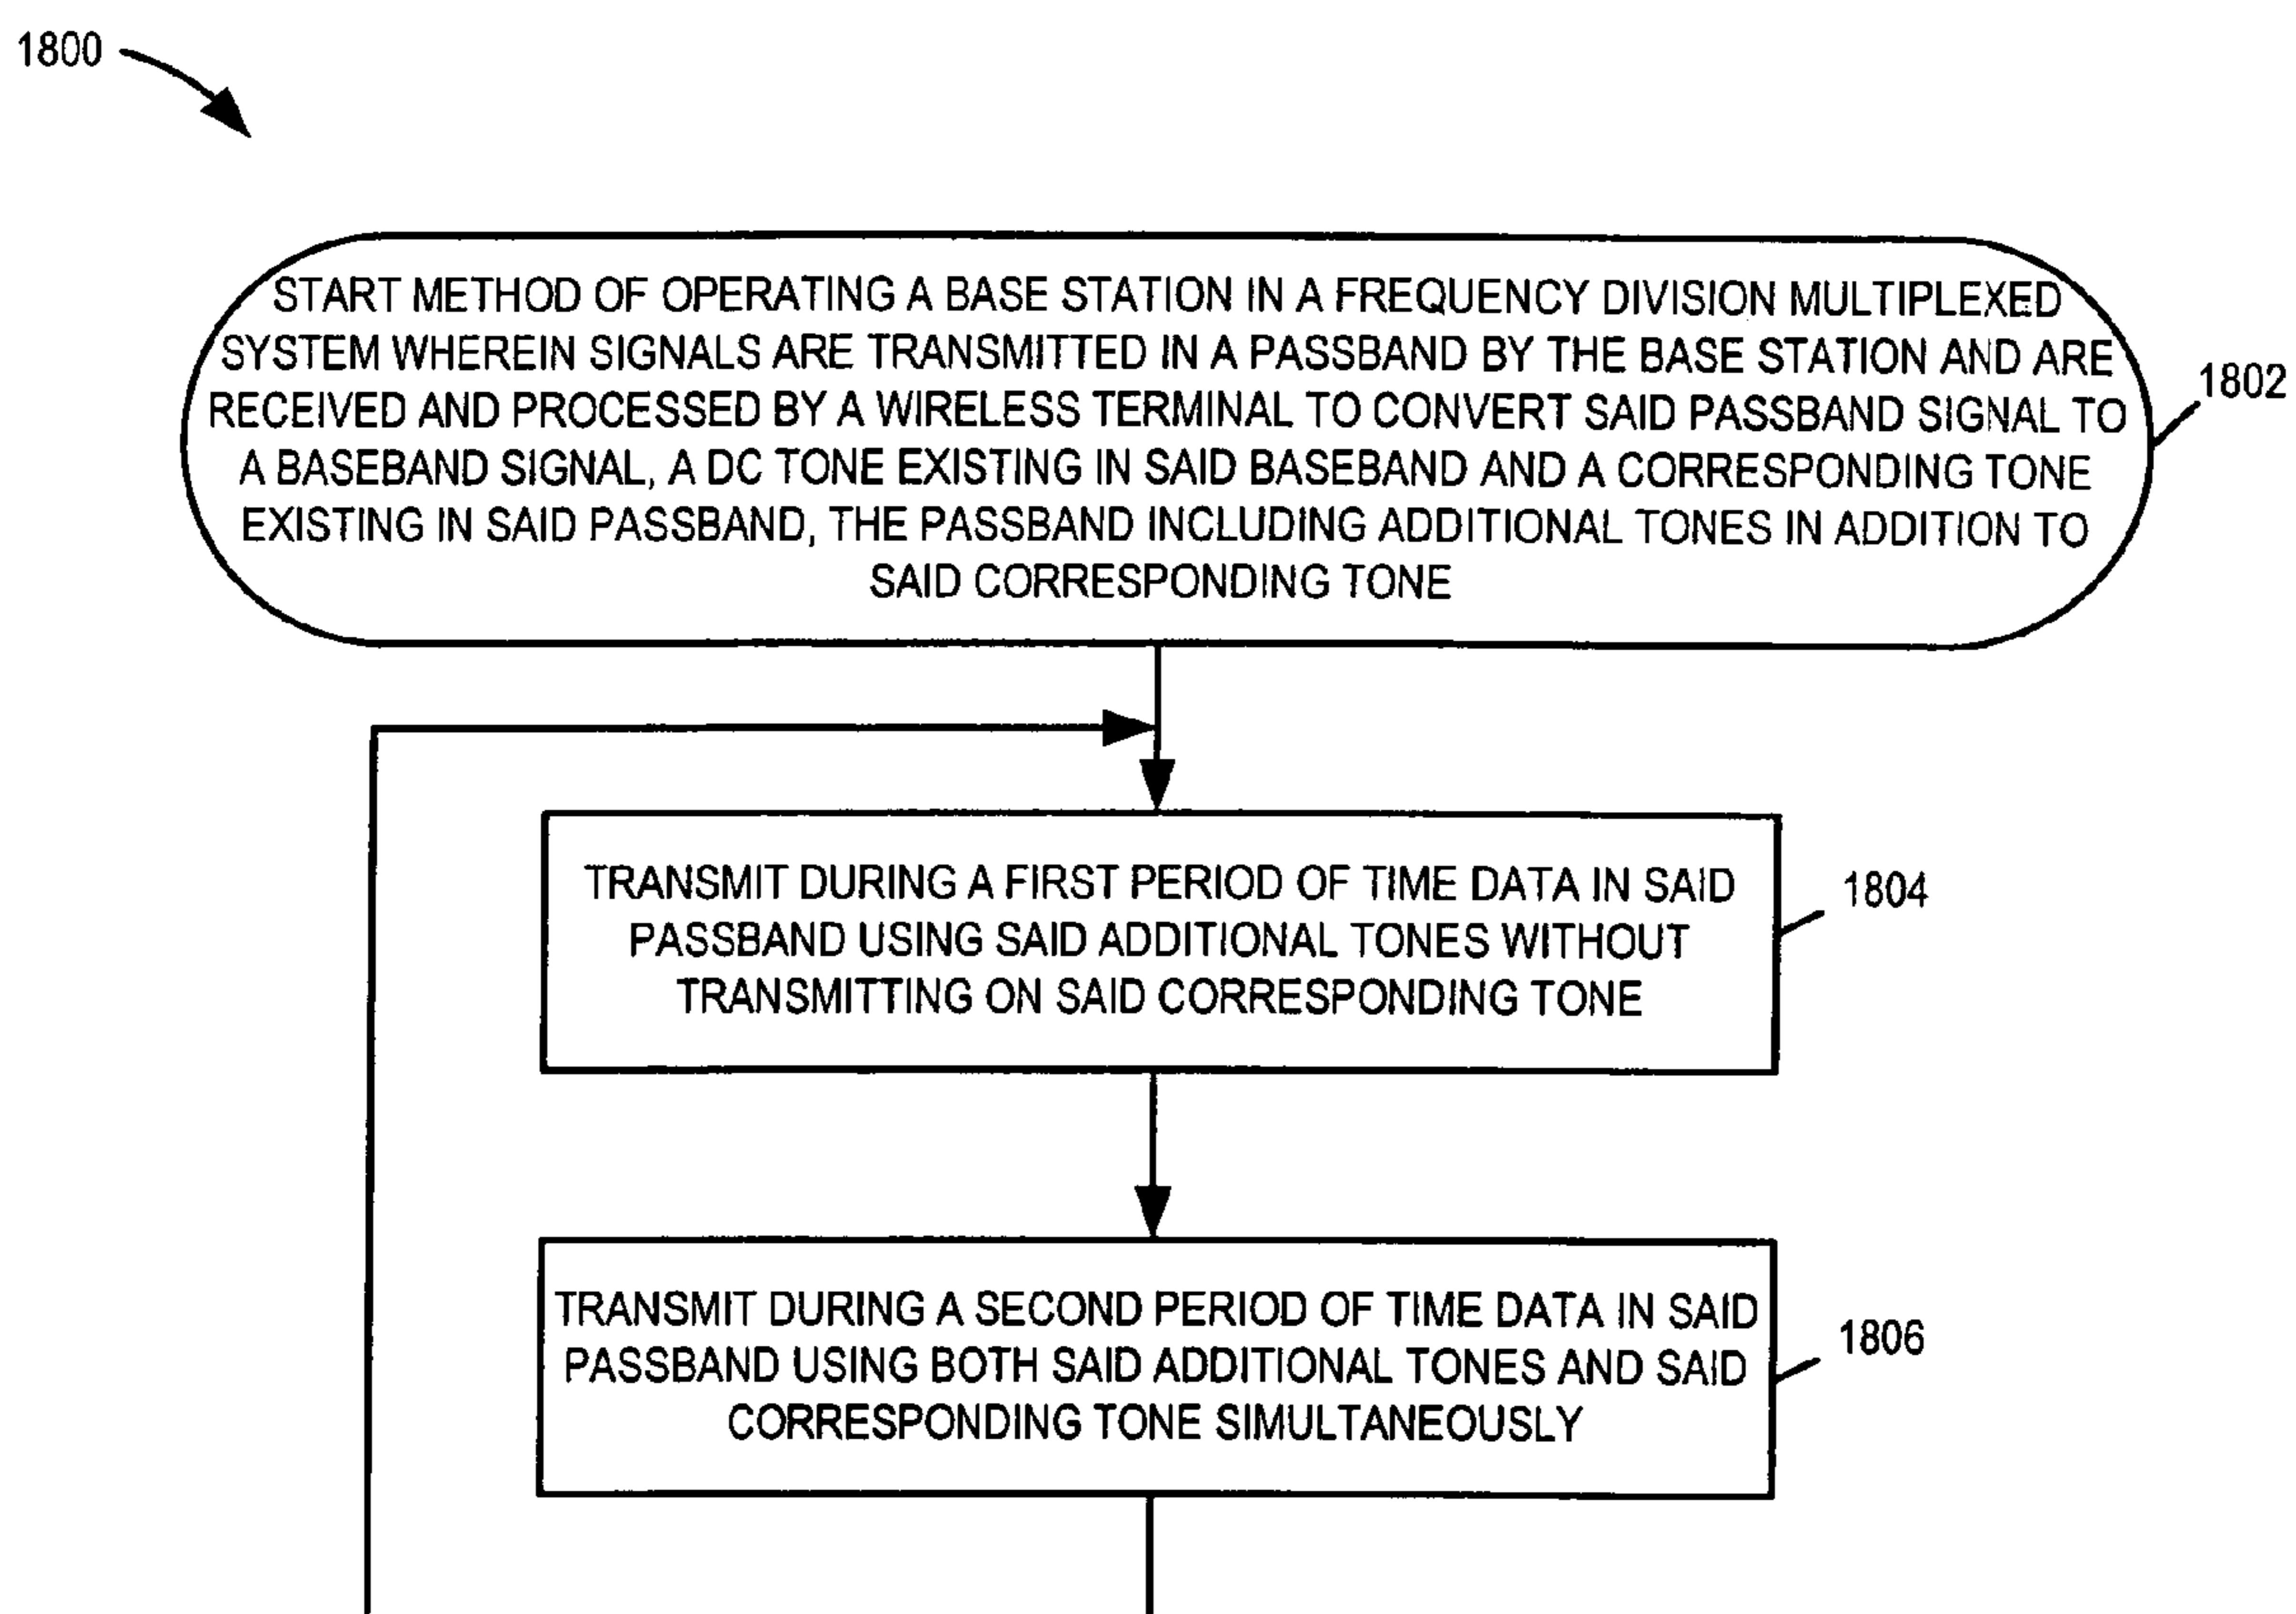 1800
START METHOD OF OPERATING A BASE STATION IN A FREQUENCY DIVISION MULTIPLEXED
SYSTEM WHEREIN SIGNALS ARE TRANSMITTED IN A PASSBAND BY THE BASE STATION AND ARE
RECEIVED AND PROCESSED BY A WIRELESS TERMINAL TO CONVERT SAID PASSBAND SIGNAL TO
A BASEBAND SIGNAL, A DC TONE EXISTING IN SAID BASEBAND AND A CORRESPONDING TONE
EXISTING IN SAID PASSBAND, THE PASSBAND INCLUDING ADDITIONAL TONES IN ADDITION TO
SAID CORRESPONDING TONE
1802
TRANSMIT DURING A FIRST PERIOD OF TIME DATA IN SAID
PASSBAND USING SAID ADDITIONAL TONES WITHOUT
TRANSMITTING ON SAID CORRESPONDING TONE
1804
TRANSMIT DURING A SECOND PERIOD OF TIME DATA IN SAID
PASSBAND USING BOTH SAID ADDITIONAL TONES AND SAID
CORRESPONDING TONE SIMULTANEOUSLY
1806